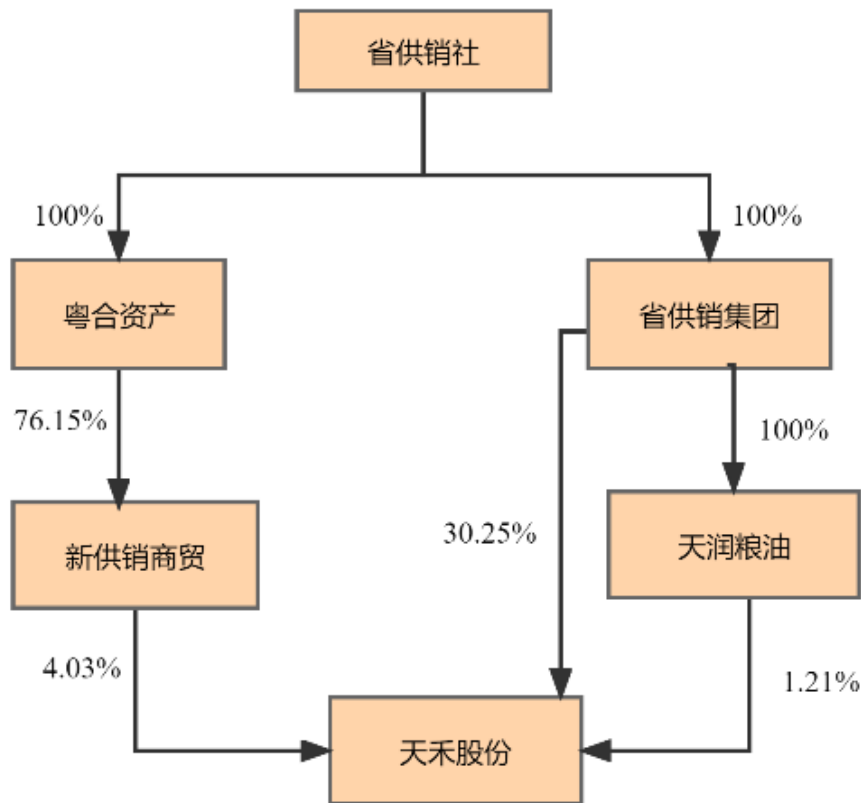 省供销社
100%
100%
粤合资产
省供销集团
76.15%
100%
30.25%
新供销商贸
天润粮油
4.03%
1.21%
天禾股份